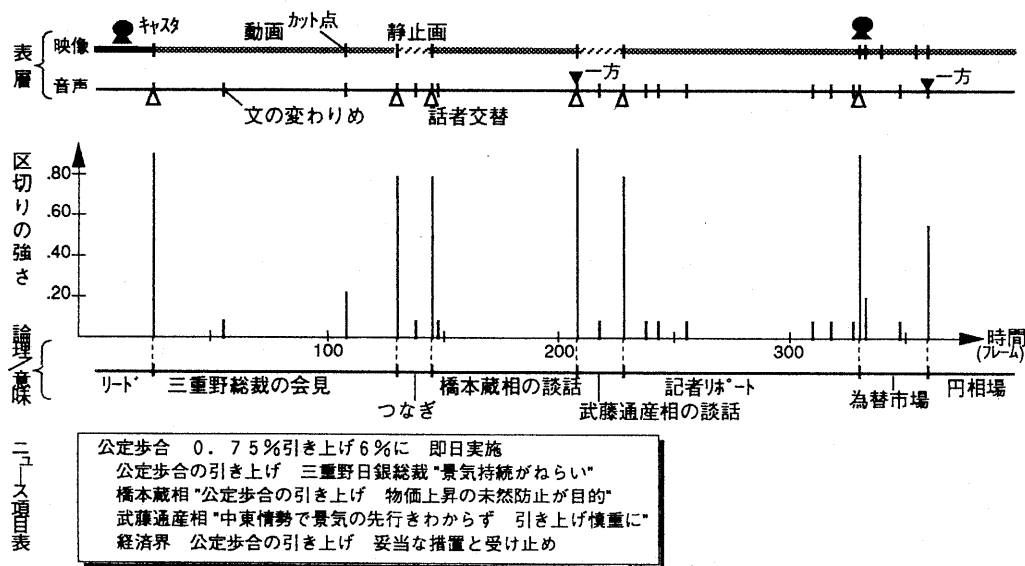 キャスタ
動画 カット点 静止画
表層
映像
音声
一方
一方
文の変わりめ
話者交替
区切りの強さ
.80
.60
.40
.20
100
200
300
時間
(フレーム)
論理/意味
リード 三重野総裁の会見 橋本蔵相の談話 記者リポート 円相場
つなぎ 武藤通産相の談話 為替市場
ニュース項目表
公定歩合 0.75%引き上げ6%に 即日実施
公定歩合の引き上げ 三重野日銀総裁"景気持続がねらい"
橋本蔵相"公定歩合の引き上げ 物価上昇の未然防止が目的"
武藤通産相"中東情勢で景気の先行きわからず 引き上げ慎重に"
経済界 公定歩合の引き上げ 妥当な措置と受け止め